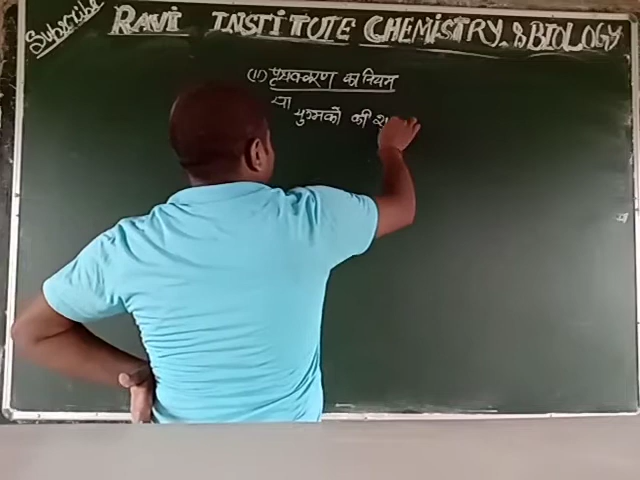 Subscribe
RAVI INSTITUTE CHEMISTRY & BIOLOGY
(ii) पृथक्करण का नियम
या
युग्मकों की